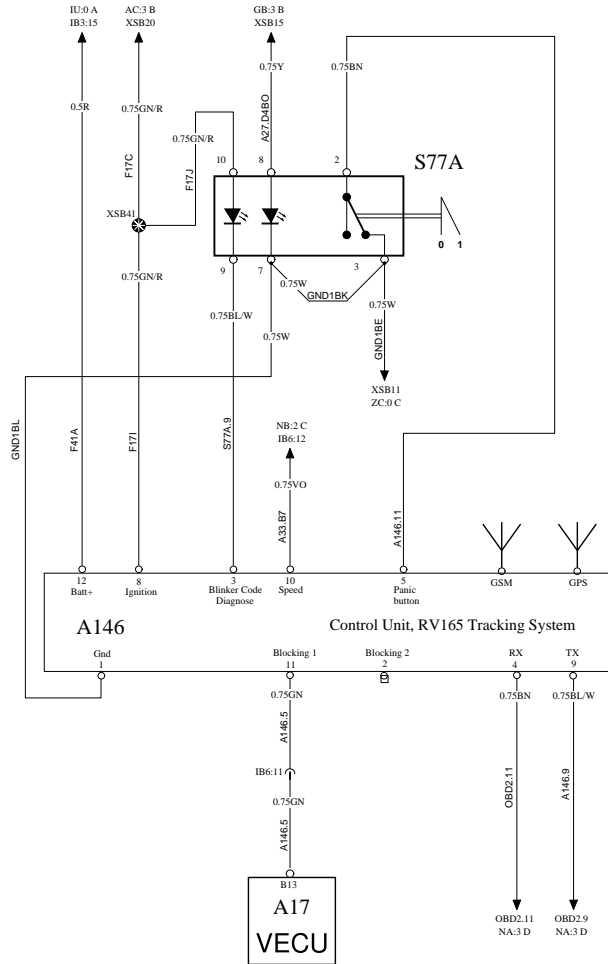 IU:0 A
IB3:15
AC:3 B
XSB20
GB:3 B
XSB15
0.5R
0.75GN/R
0.75GN/R
0.75Y
0.75BN
F17C
F17J
A27.D4BO
10
8
2
S77A
XSB41
0 1
9
7
3
0.75GN/R
0.75W
GND1BK
0.75BL/W
0.75W
0.75W
GND1BE
XSB11
ZC:0 C
GND1BL
F41A
F17I
S77A.9
NB:2 C
IB6:12
0.75VO
A33.B7
A146.11
12
Batt+
8
Ignition
3
Blinker Code
Diagnose
10
Speed
5
Panic
button
GSM
GPS
A146
Control Unit, RV165 Tracking System
Gnd
1
Blocking 1
11
Blocking 2
2
RX
4
TX
9
0.75GN
A146.5
IB6:11
0.75GN
A146.5
0.75BN
0.75BL/W
OBD2.11
A146.9
B13
A17
VECU
OBD2.11
NA:3 D
OBD2.9
NA:3 D